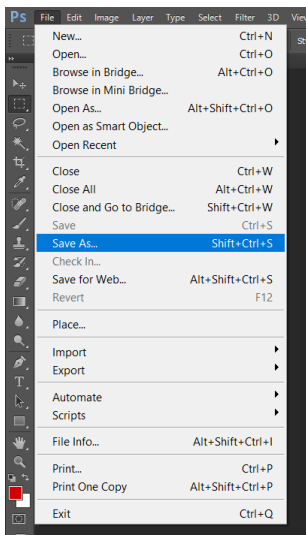 Ps File Edit Image Layer Type Select Filter 3D View
New... Ctrl+N
Open... Ctrl+O
Browse in Bridge... Alt+Ctrl+O
Browse in Mini Bridge...
Open As... Alt+Shift+Ctrl+O
Open as Smart Object...
Open Recent
Close Ctrl+W
Close All Alt+Ctrl+W
Close and Go to Bridge... Shift+Ctrl+W
Save Ctrl+S
Save As... Shift+Ctrl+S
Check In...
Save for Web... Alt+Shift+Ctrl+S
Revert F12
Place...
Import
Export
Automate
Scripts
File Info... Alt+Shift+Ctrl+I
Print... Ctrl+P
Print One Copy Alt+Shift+Ctrl+P
Exit Ctrl+Q